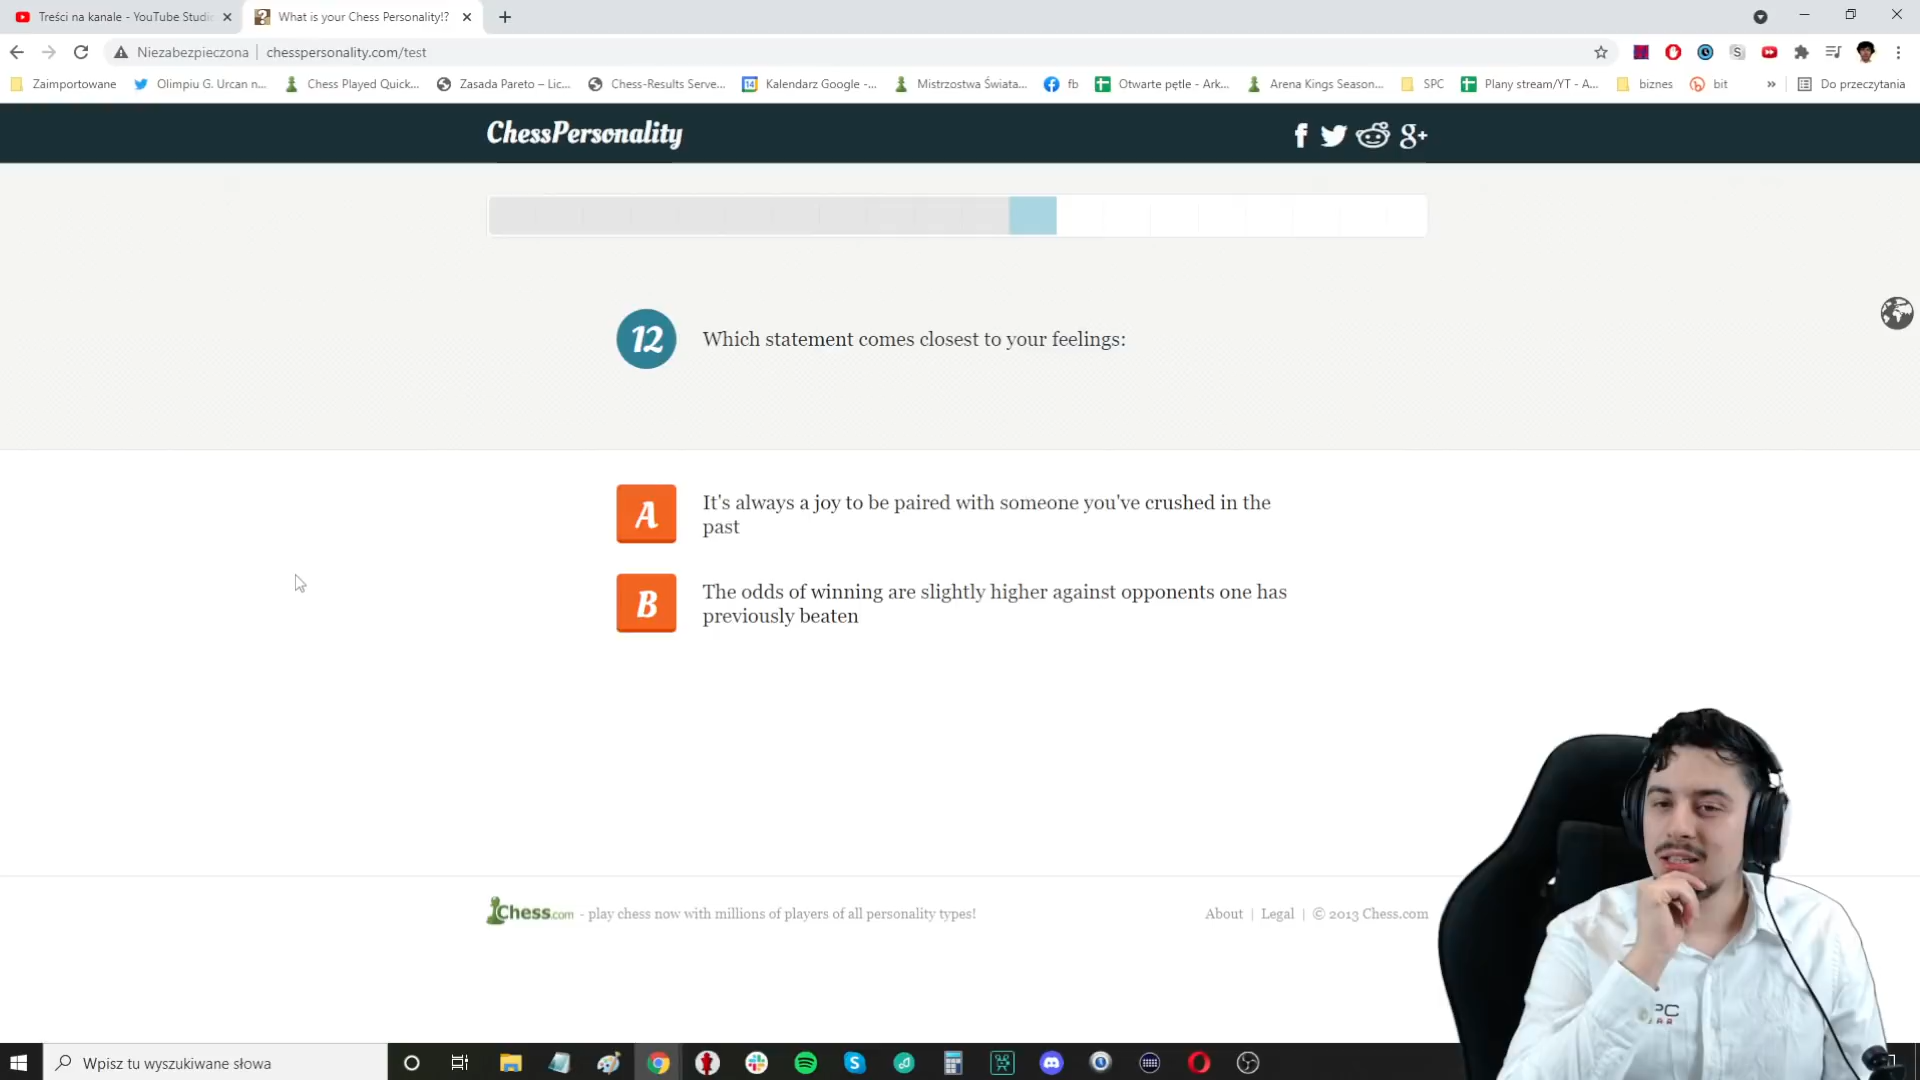 Treści na kanale - YouTube Studi
What is your Chess Personality!?
Niezabezpieczona
chesspersonality.com/test
Zaimportowane
Olimpiu G. Urcan n...
Chess Played Quick...
Zasada Pareto – Lic...
Chess-Results Serve...
14
Kalendarz Google -...
Mistrzostwa Świata...
fb
Otwarte pętle - Ark...
Arena Kings Season...
SPC
Plany stream/YT - A...
biznes
bit
»
Do przeczytania
ChessPersonality
12
Which statement comes closest to your feelings:
A
It's always a joy to be paired with someone you've crushed in the
past
B
The odds of winning are slightly higher against opponents one has
previously beaten
Chess.com - play chess now with millions of players of all personality types!
About | Legal | © 2013 Chess.com
Wpisz tu wyszukiwane słowa